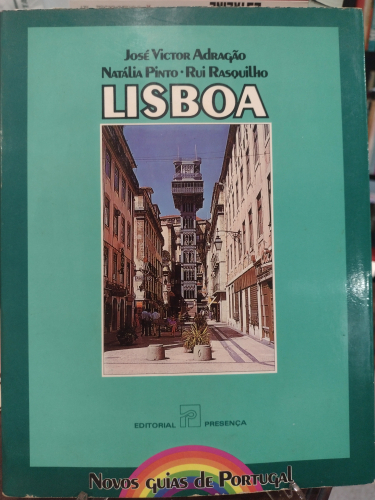 José Victor Adragão
Natália Pinto • Rui Rasquilho
LISBOA
EDITORIAL PRESENÇA
Novos guias de Portugal